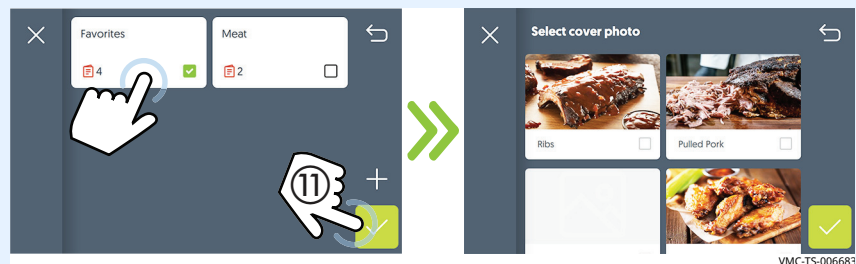 Favorites
4
Meat
2
11
Select cover photo
Ribs
Pulled Pork
VMC-TS-006683